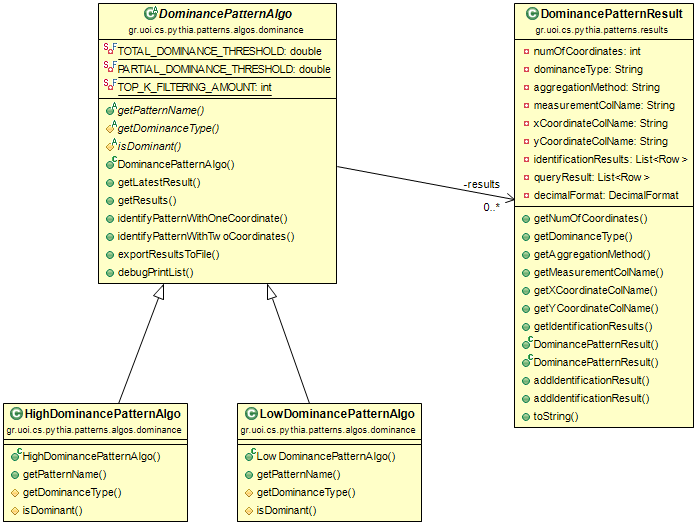 DominancePatternAlgo
gr.uoi.cs.pythia.patterns.algos.dominance
TOTAL_DOMINANCE_THRESHOLD: double
PARTIAL_DOMINANCE_THRESHOLD: double
TOP_K_FILTERING_AMOUNT: int
getPatternName()
getDominanceType()
isDominant()
DominancePatternAlgo()
getLatestResult()
getResults()
identifyPatternWithOneCoordinate()
identifyPatternWithTwoCoordinates()
exportResultsToFile()
debugPrintList()
-results
0..*
DominancePatternResult
gr.uoi.cs.pythia.patterns.results
numOfCoordinates: int
dominanceType: String
aggregationMethod: String
measurementColName: String
xCoordinateColName: String
yCoordinateColName: String
identificationResults: List<Row>
queryResult: List<Row>
decimalFormat: DecimalFormat
getNumOfCoordinates()
getDominanceType()
getAggregationMethod()
getMeasurementColName()
getXCoordinateColName()
getYCoordinateColName()
getIdentificationResults()
DominancePatternResult()
DominancePatternResult()
addIdentificationResult()
addIdentificationResult()
toString()
HighDominancePatternAlgo
gr.uoi.cs.pythia.patterns.algos.dominance
HighDominancePatternAlgo()
getPatternName()
getDominanceType()
isDominant()
LowDominancePatternAlgo
gr.uoi.cs.pythia.patterns.algos.dominance
LowDominancePatternAlgo()
getPatternName()
getDominanceType()
isDominant()